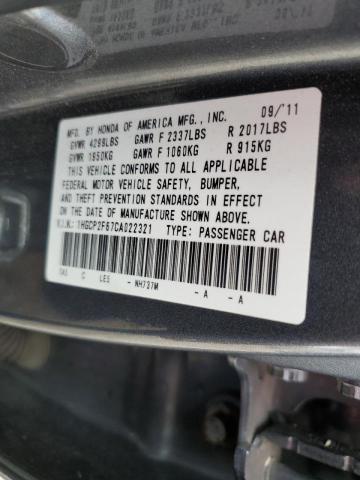 MFD. BY HONDA OF AMERICA MFG., INC. 09/'11
GVWR 4299LBS GAWR F 2337LBS R 2017LBS
GVWR 1950KG GAWR F 1060KG R 915KG
THIS VEHICLE CONFORMS TO ALL APPLICABLE
FEDERAL MOTOR VEHICLE SAFETY, BUMPER,
AND THEFT PREVENTION STANDARDS IN EFFECT
ON THE DATE OF MANUFACTURE SHOWN ABOVE.
V.I.N.: 1HGCP2F67CA022321 TYPE: PASSENGER CAR
C LES - NH737M - A - A